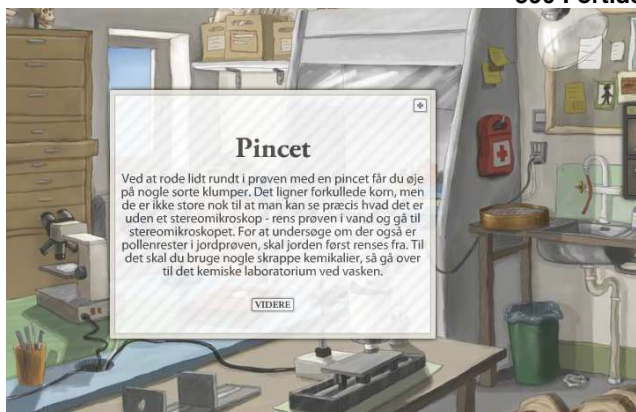 Pincet
Ved at rode lidt rundt i prøven med en pincet får du øje
på nogle sorte klumper. Det ligner forkullede korn, men
de er ikke store nok til at man kan se præcis hvad det er
uden et stereomikroskop - rens prøven i vand og gå til
stereomikroskopet. For at undersøge om der også er
pollenrester i jordprøven, skal jorden først renses fra. Til
det skal du bruge nogle skrappe kemikalier, så gå over
til det kemiske laboratorium ved vasken.
VIDERE